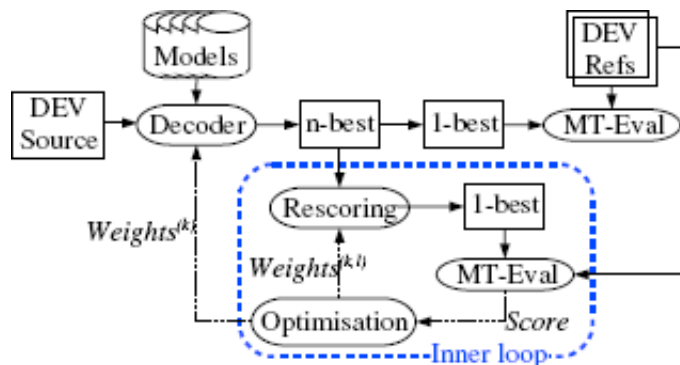 Models
DEV
Refs
DEV
Source
Decoder
n-best
1-best
MT-Eval
Rescoring
1-best
Weights(k)
Weights(k,l)
MT-Eval
Optimisation
Score
Inner loop